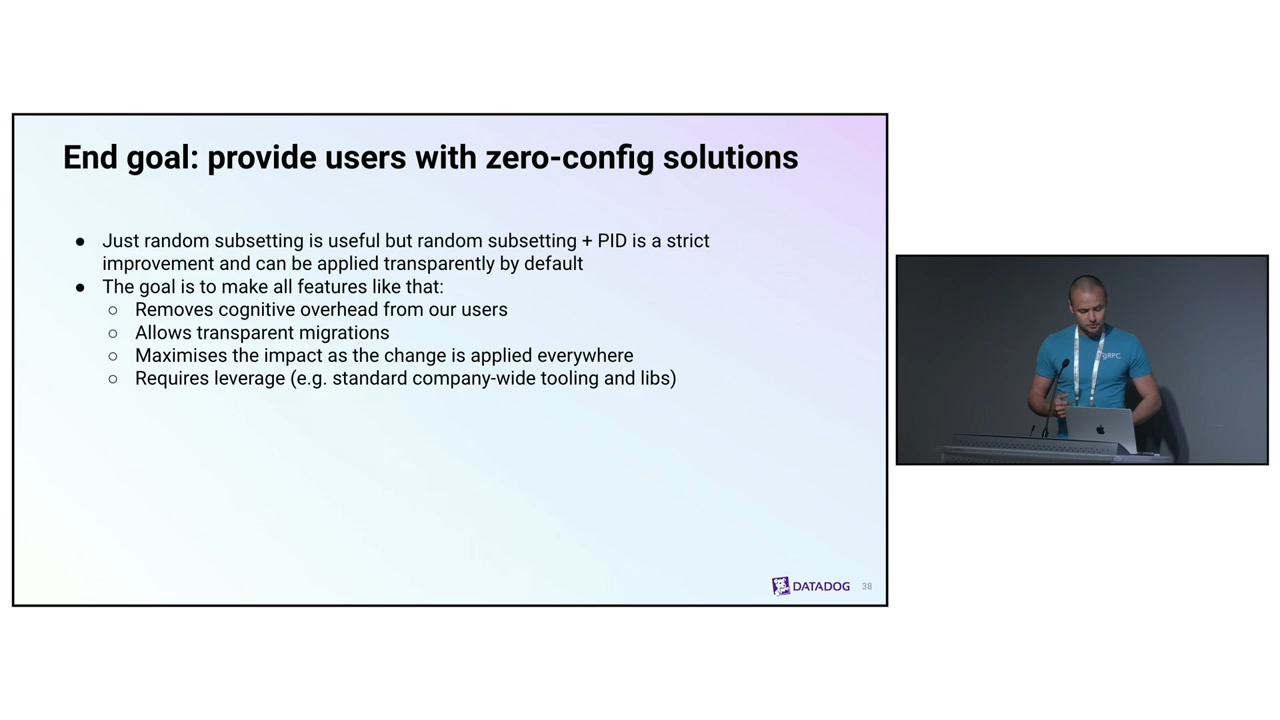 End goal: provide users with zero-config solutions
● Just random subsetting is useful but random subsetting + PID is a strict
improvement and can be applied transparently by default
● The goal is to make all features like that:
○ Removes cognitive overhead from our users
○ Allows transparent migrations
○ Maximises the impact as the change is applied everywhere
○ Requires leverage (e.g. standard company-wide tooling and libs)
DATADOG 38
gRPC